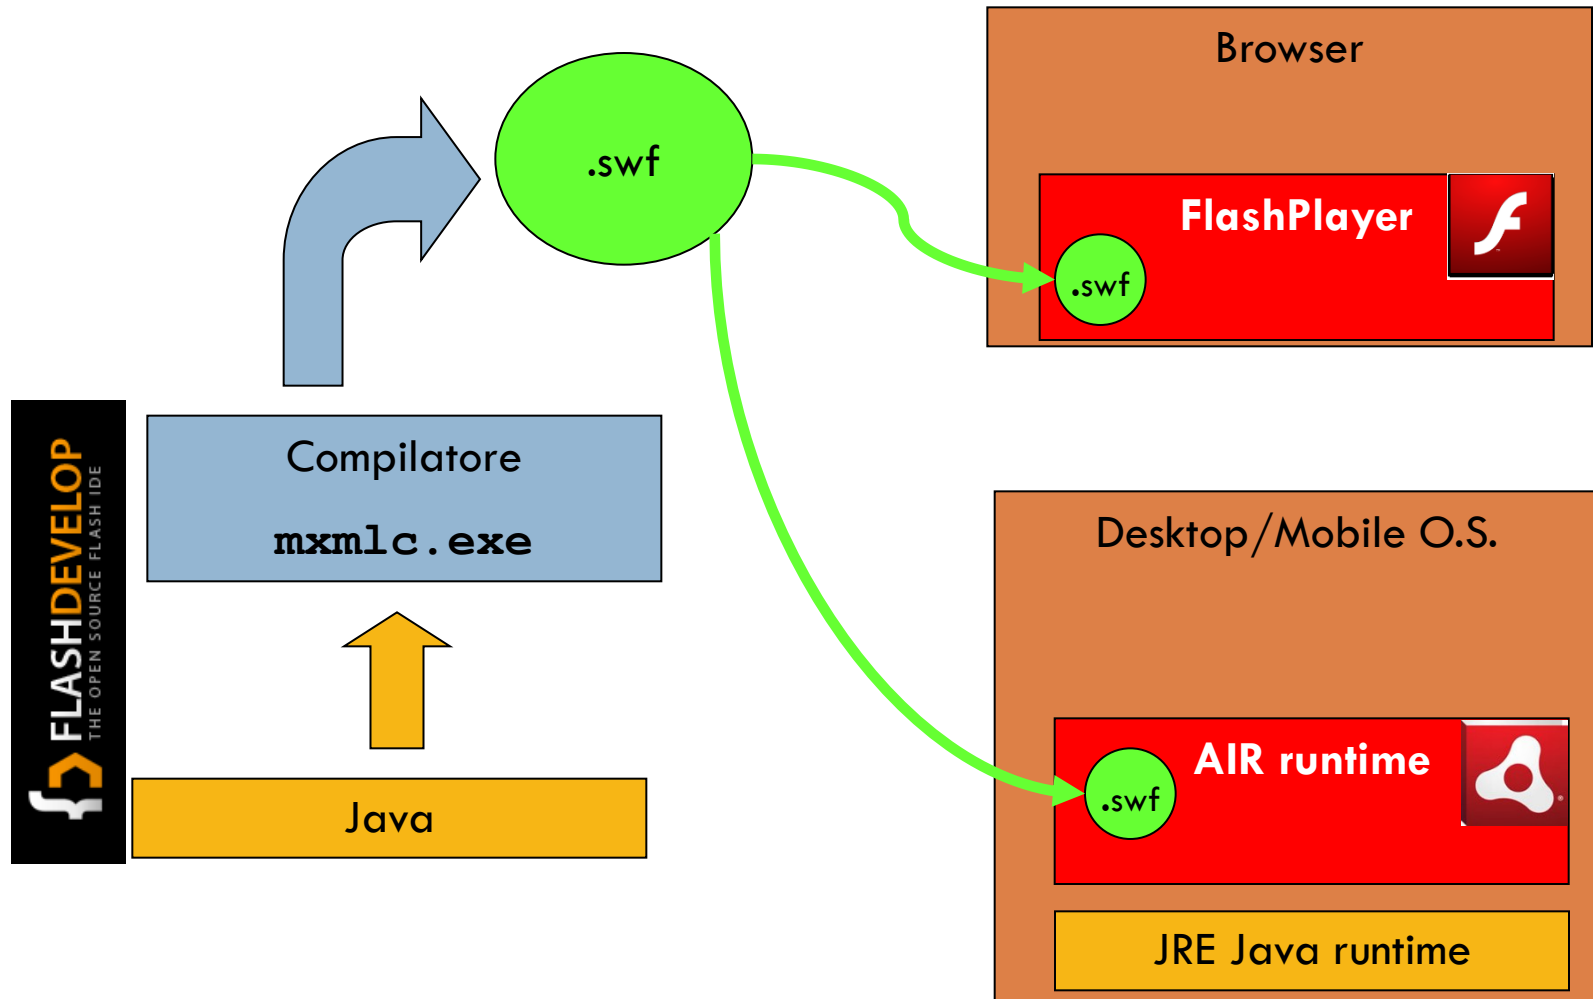 Browser
.swf
FlashPlayer
.swf
FLASHDEVELOP
THE OPEN SOURCE FLASH IDE
Compilatore
mxmlc.exe
Desktop/Mobile O.S.
AIR runtime
.swf
Java
JRE Java runtime